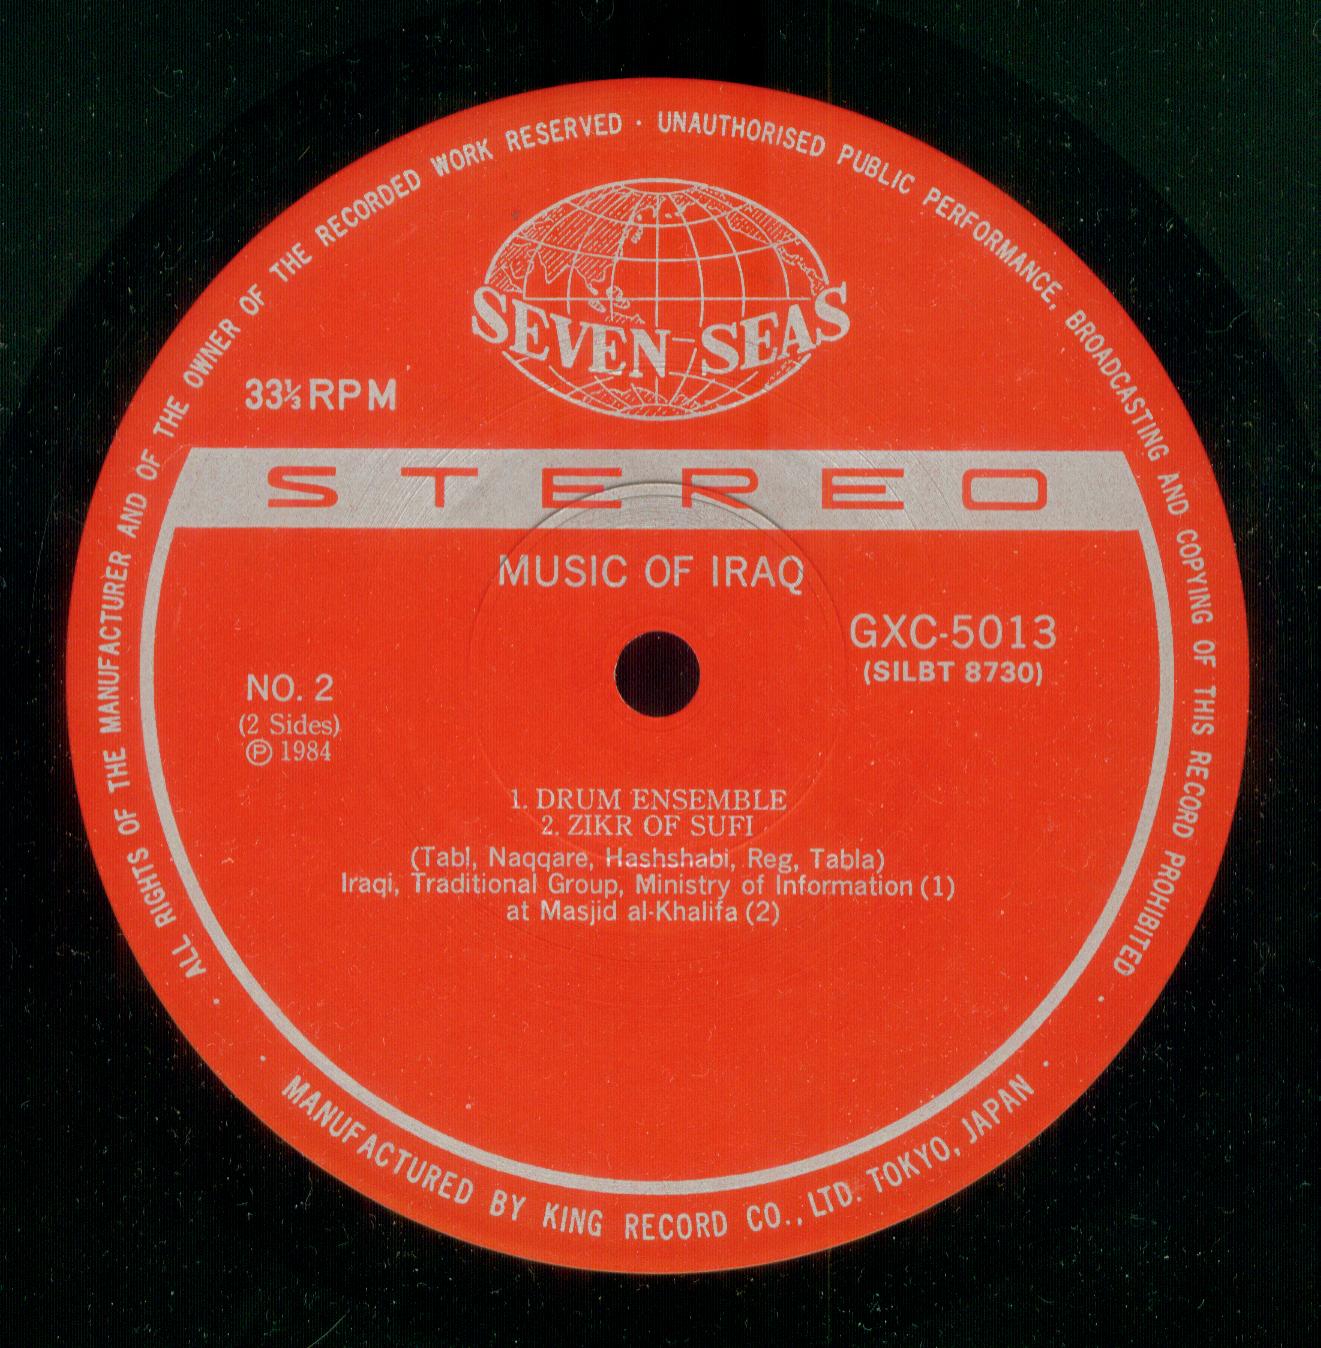 ALL RIGHTS OF THE MANUFACTURER AND OF THE OWNER OF THE RECORDED WORK RESERVED · UNAUTHORISED PUBLIC PERFORMANCE, BROADCASTING AND COPYING OF THIS RECORD PROHIBITED
SEVEN SEAS
33⅓ RPM
STEREO
MUSIC OF IRAQ
GXC-5013
(SILBT 8730)
NO. 2
(2 Sides)
℗ 1984
1. DRUM ENSEMBLE
2. ZIKR OF SUFI
(Tabl, Naqqare, Hashshabi, Req, Tabla)
Iraqi, Traditional Group, Ministry of Information (1)
at Masjid al-Khalifa (2)
· MANUFACTURED BY KING RECORD CO., LTD. TOKYO, JAPAN ·